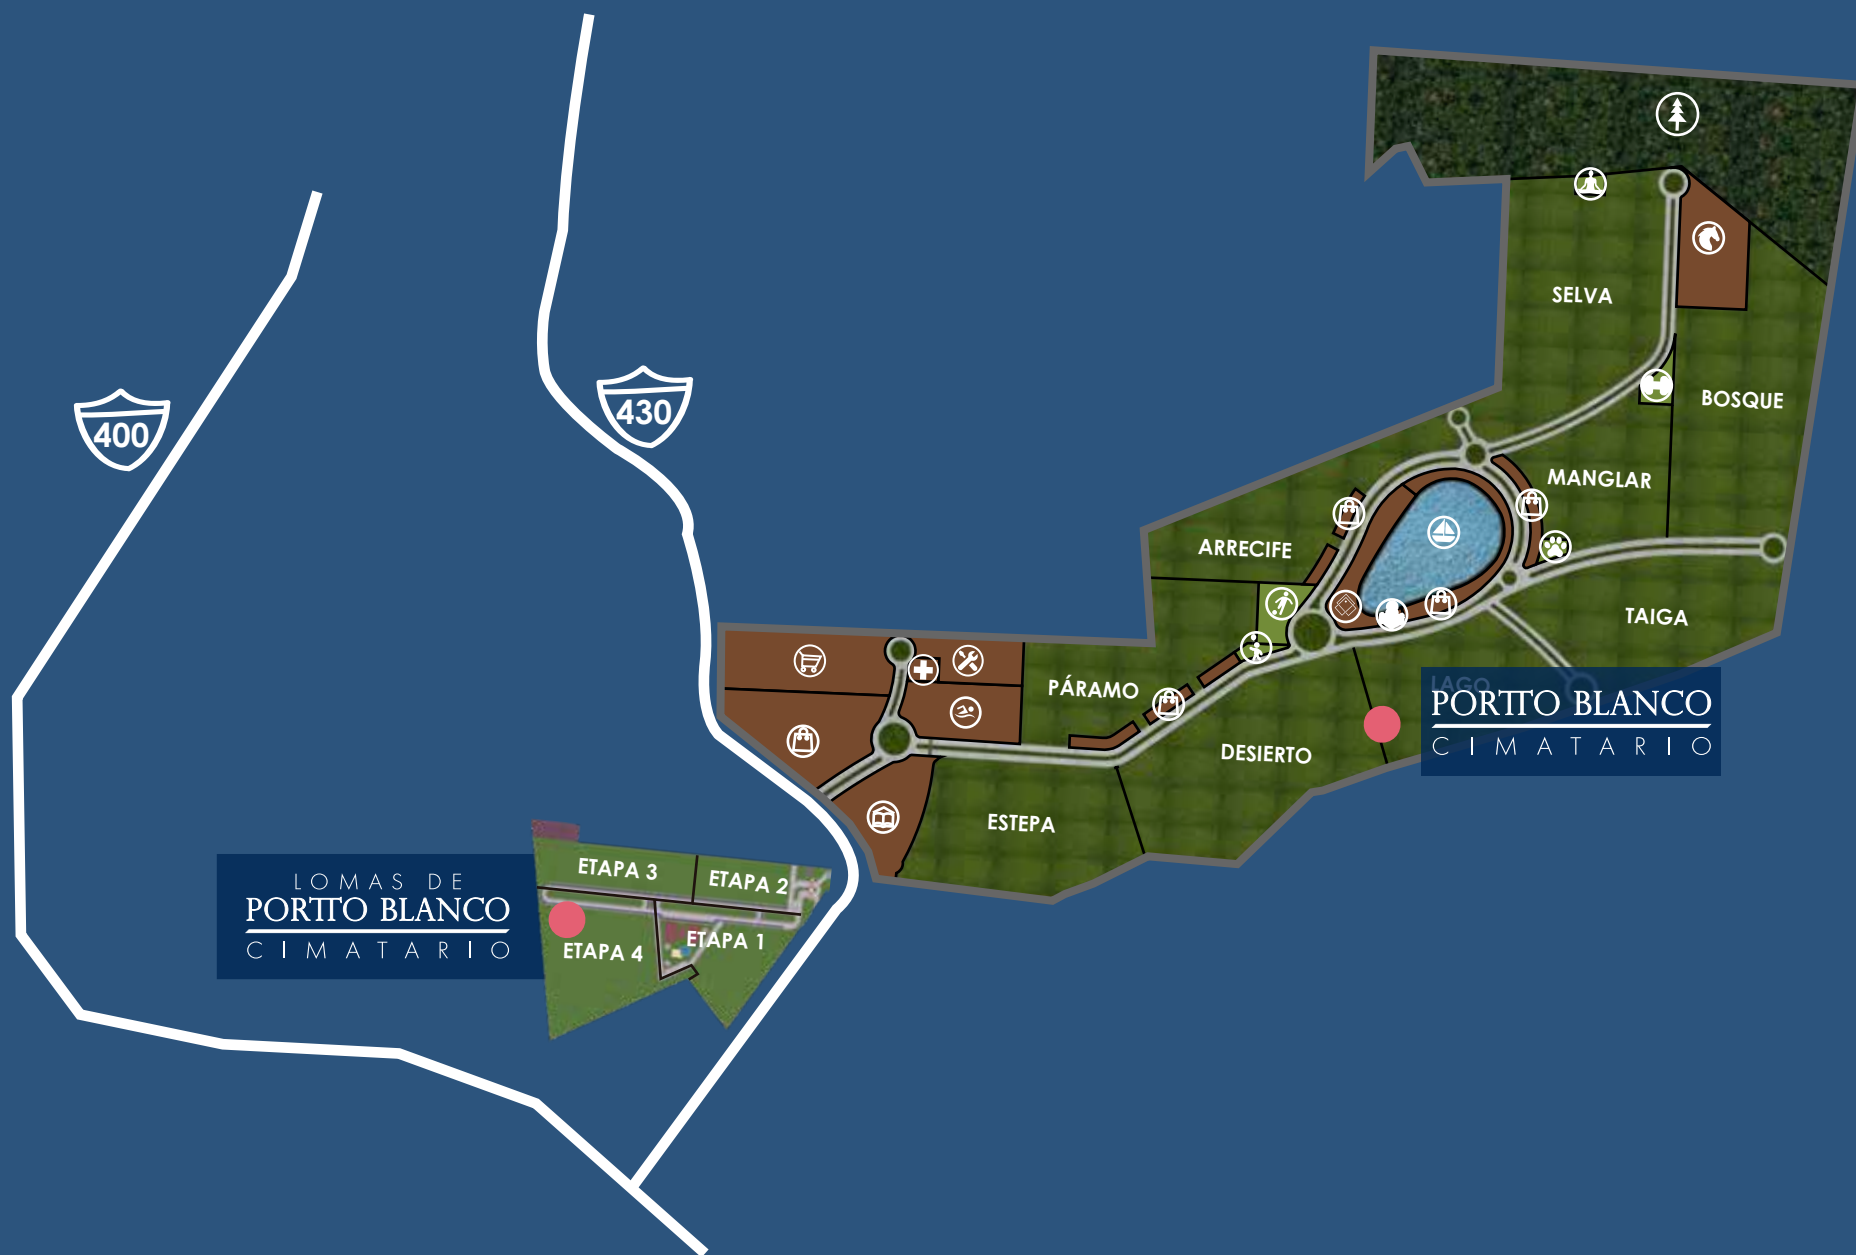 SELVA
400
430
BOSQUE
MANGLAR
ARRECIFE
TAIGA
PÁRAMO
LAGO
PORTTO BLANCO
CIMATARIO
DESIERTO
ESTEPA
ETAPA 3
ETAPA 2
LOMAS DE
PORTTO BLANCO
CIMATARIO
ETAPA 1
ETAPA 4